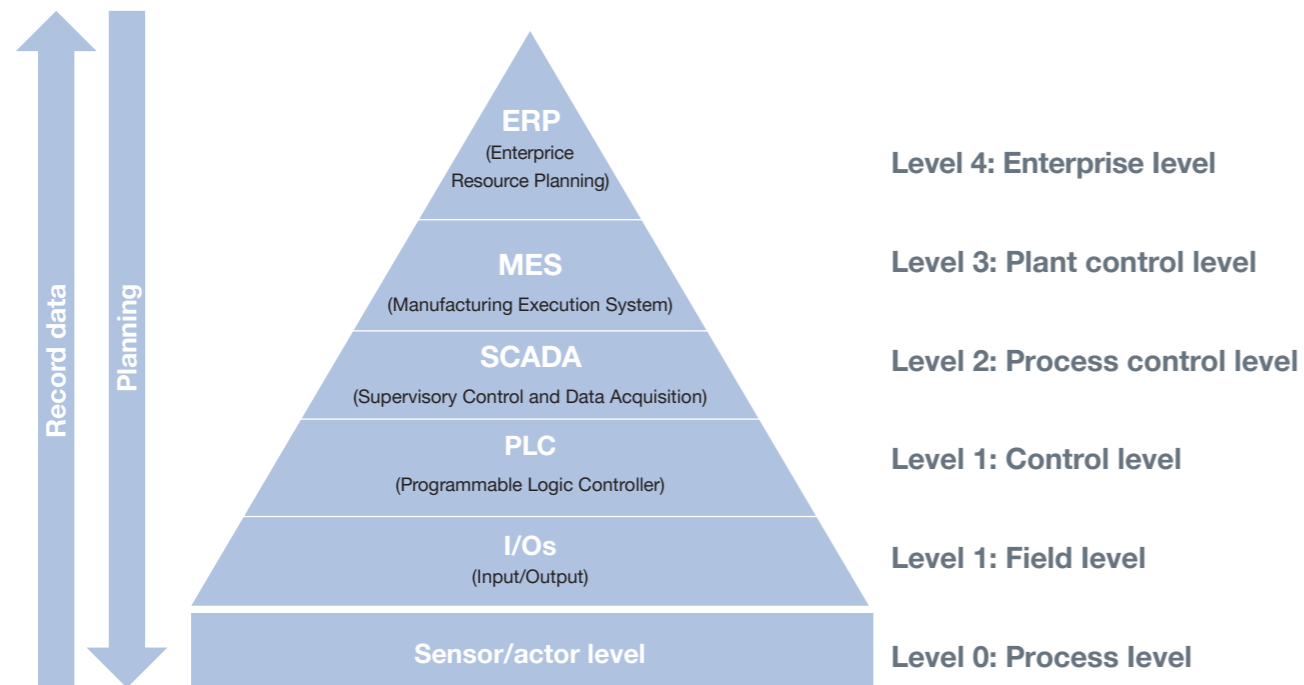 Record data
Planning
ERP
(Enterprice
Resource Planning)
Level 4: Enterprise level
MES
(Manufacturing Execution System)
Level 3: Plant control level
SCADA
(Supervisory Control and Data Acquisition)
Level 2: Process control level
PLC
(Programmable Logic Controller)
Level 1: Control level
I/Os
(Input/Output)
Level 1: Field level
Sensor/actor level
Level 0: Process level